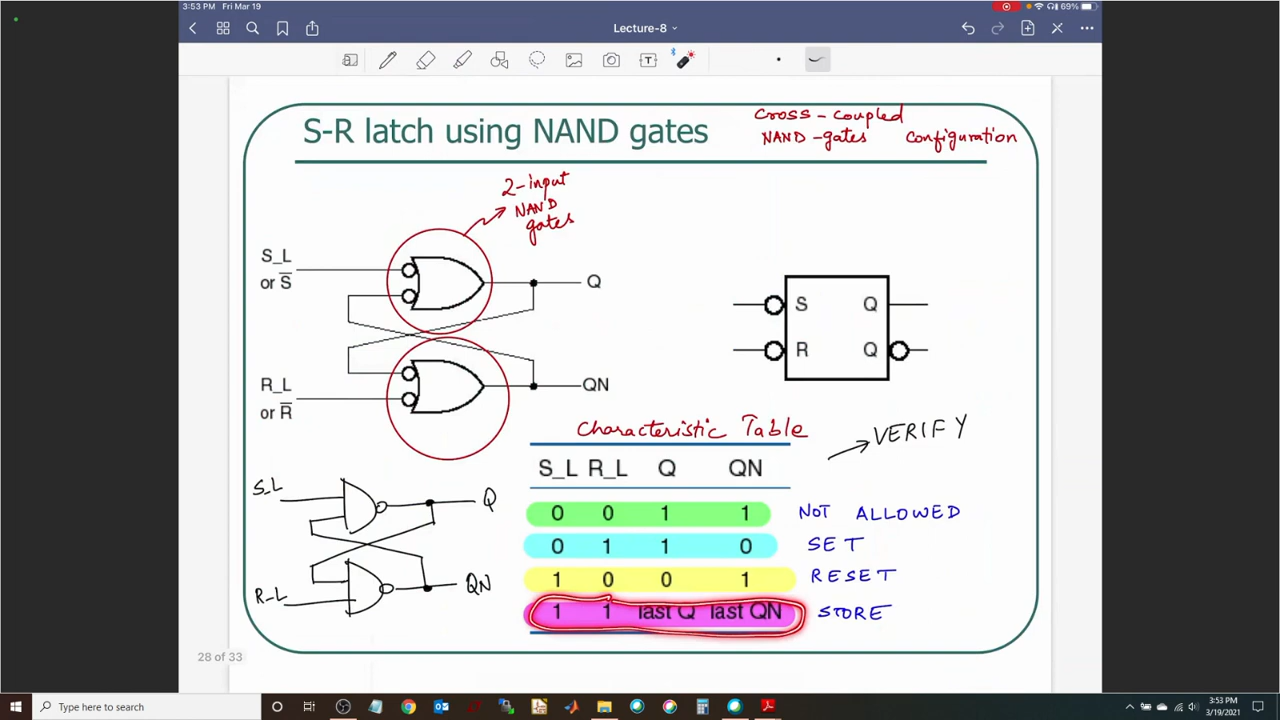 3:53 PM Fri Mar 19
69%
Lecture-8
T
S-R latch using NAND gates
Cross-coupled
NAND-gates configuration
2-input
NAND
gates
S_L
or S̅
Q
R_L
or R̅
QN
S Q
R Q
Characteristic Table
VERIFY
S_L R_L Q QN
0 0 1 1 NOT ALLOWED
0 1 1 0 SET
1 0 0 1 RESET
1 1 last Q last QN STORE
S_L
Q
R_L
QN
28 of 33
Type here to search
3:53 PM
3/19/2021